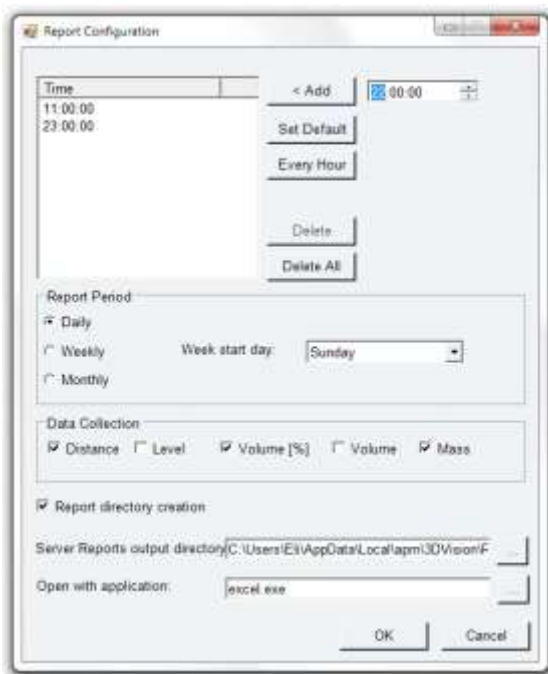 Report Configuration
Time
11:00:00
23:00:00
< Add
22:00:00
Set Default
Every Hour
Delete
Delete All
Report Period
Daily
Weekly
Week start day:
Sunday
Monthly
Data Collection
Distance
Level
Volume [%]
Volume
Mass
Report directory creation
Server Reports output directory
C:\Users\Eli\AppData\Local\apm\3DVision\F
...
Open with application:
excel.exe
...
OK
Cancel